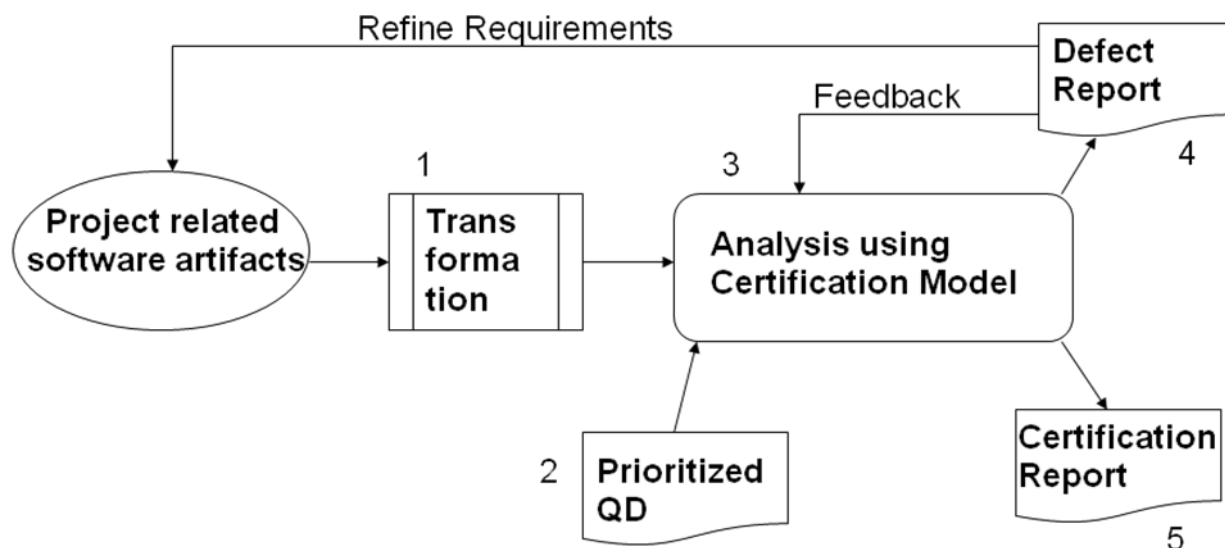 Refine Requirements
Defect
Report
Feedback
4
1
3
Project related
software artifacts
Trans
forma
tion
Analysis using
Certification Model
2
Prioritized
QD
Certification
Report
5